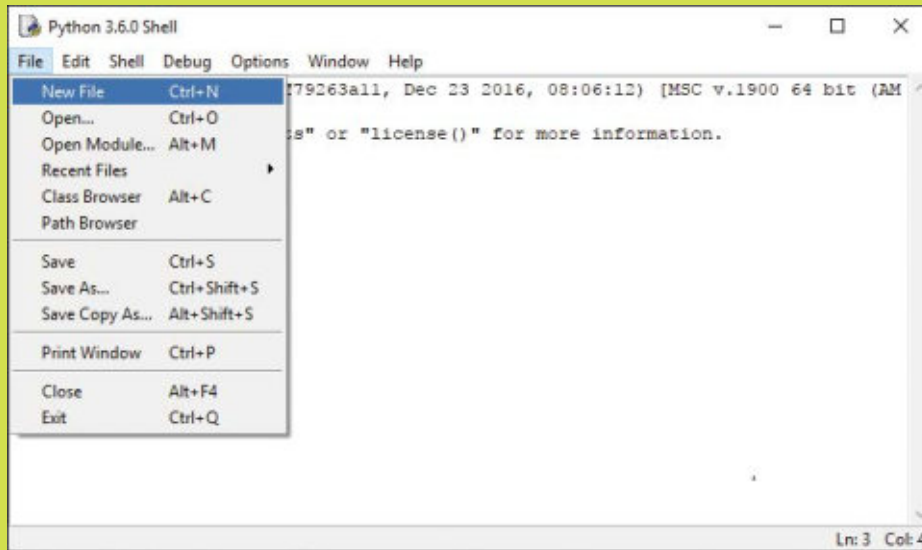 Python 3.6.0 Shell
File Edit Shell Debug Options Window Help
New File Ctrl+N
79263a11, Dec 23 2016, 08:06:12) [MSC v.1900 64 bit (AM
Open... Ctrl+O
s" or "license()" for more information.
Open Module... Alt+M
Recent Files
Class Browser Alt+C
Path Browser
Save Ctrl+S
Save As... Ctrl+Shift+S
Save Copy As... Alt+Shift+S
Print Window Ctrl+P
Close Alt+F4
Exit Ctrl+Q
Ln: 3 Col: 4